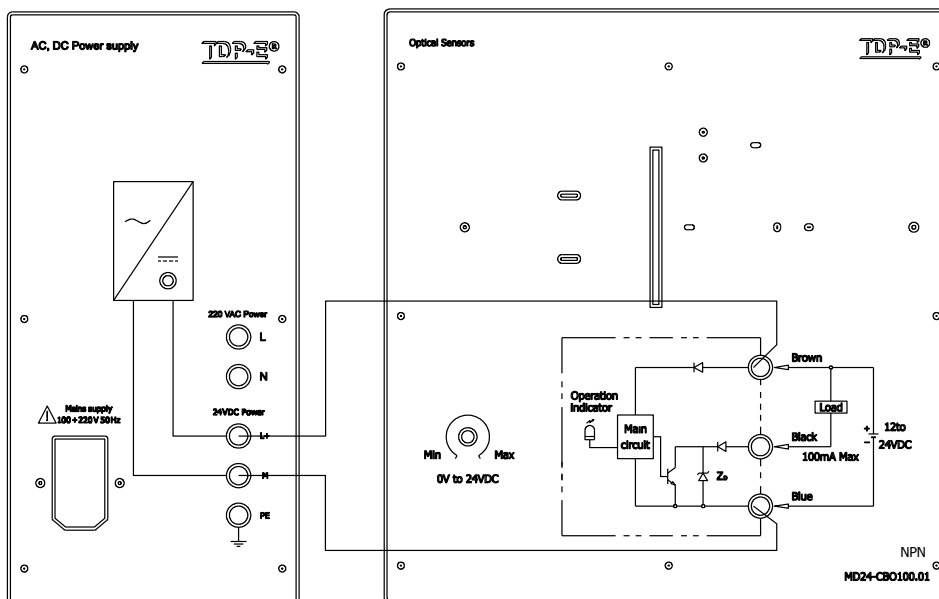 AC, DC Power supply
TDP-E®
220 VAC Power
L
N
Mains supply
100÷220V 50Hz
24VDC Power
L+
M
PE
Optical Sensors
TDP-E®
Min
Max
0V to 24VDC
Operation
indicator
Main
circuit
ZD
Brown
Load
Black
100mA Max
Blue
+
−
12to
24VDC
NPN
MD24-CBO100.01